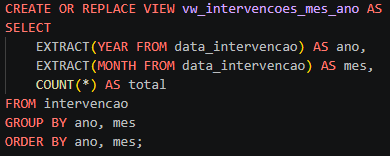 CREATE OR REPLACE VIEW vw_intervencoes_mes_ano AS
SELECT
    EXTRACT(YEAR FROM data_intervencao) AS ano,
    EXTRACT(MONTH FROM data_intervencao) AS mes,
    COUNT(*) AS total
FROM intervencao
GROUP BY ano, mes
ORDER BY ano, mes;